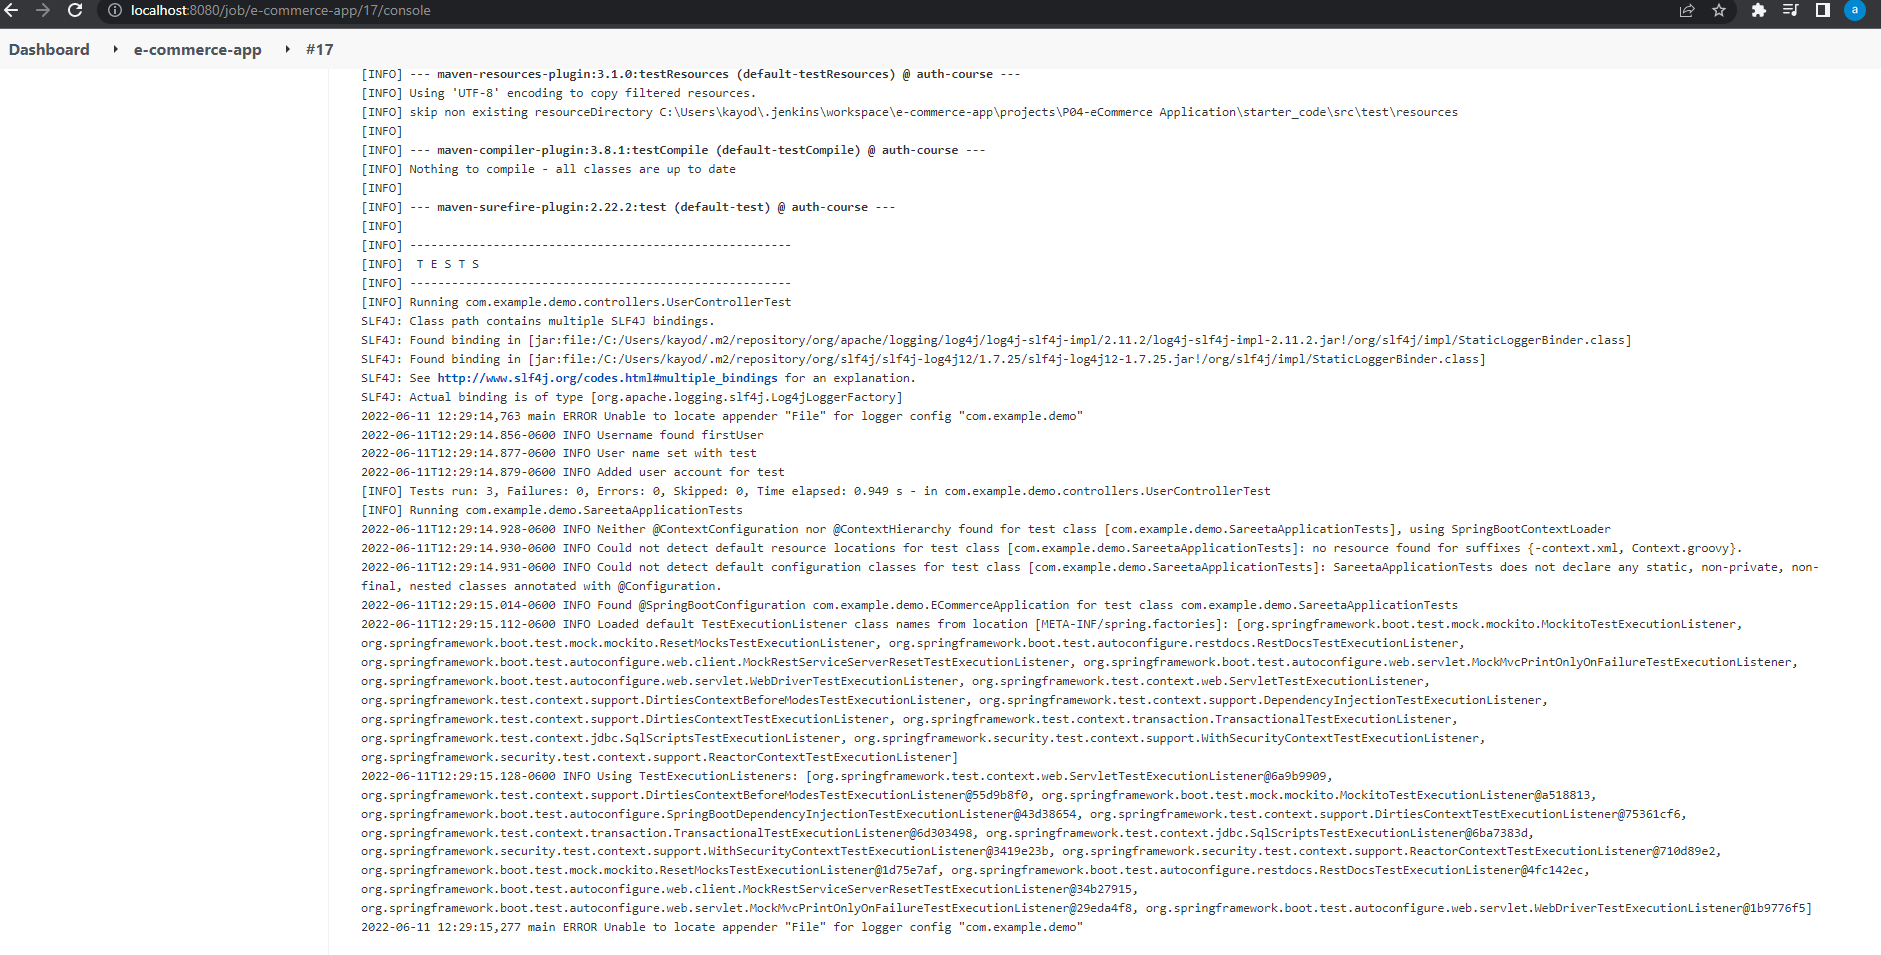 localhost:8080/job/e-commerce-app/17/console
a
Dashboard e-commerce-app #17
[INFO] --- maven-resources-plugin:3.1.0:testResources (default-testResources) @ auth-course ---
[INFO] Using 'UTF-8' encoding to copy filtered resources.
[INFO] skip non existing resourceDirectory C:\Users\kayod\.jenkins\workspace\e-commerce-app\projects\P04-eCommerce Application\starter_code\src\test\resources
[INFO]
[INFO] --- maven-compiler-plugin:3.8.1:testCompile (default-testCompile) @ auth-course ---
[INFO] Nothing to compile - all classes are up to date
[INFO]
[INFO] --- maven-surefire-plugin:2.22.2:test (default-test) @ auth-course ---
[INFO]
[INFO] -------------------------------------------------------
[INFO]  T E S T S
[INFO] -------------------------------------------------------
[INFO] Running com.example.demo.controllers.UserControllerTest
SLF4J: Class path contains multiple SLF4J bindings.
SLF4J: Found binding in [jar:file:/C:/Users/kayod/.m2/repository/org/apache/logging/log4j/log4j-slf4j-impl/2.11.2/log4j-slf4j-impl-2.11.2.jar!/org/slf4j/impl/StaticLoggerBinder.class]
SLF4J: Found binding in [jar:file:/C:/Users/kayod/.m2/repository/org/slf4j/slf4j-log4j12/1.7.25/slf4j-log4j12-1.7.25.jar!/org/slf4j/impl/StaticLoggerBinder.class]
SLF4J: See http://www.slf4j.org/codes.html#multiple_bindings for an explanation.
SLF4J: Actual binding is of type [org.apache.logging.slf4j.Log4jLoggerFactory]
2022-06-11 12:29:14,763 main ERROR Unable to locate appender "File" for logger config "com.example.demo"
2022-06-11T12:29:14.856-0600 INFO Username found firstUser
2022-06-11T12:29:14.877-0600 INFO User name set with test
2022-06-11T12:29:14.879-0600 INFO Added user account for test
[INFO] Tests run: 3, Failures: 0, Errors: 0, Skipped: 0, Time elapsed: 0.949 s - in com.example.demo.controllers.UserControllerTest
[INFO] Running com.example.demo.SareetaApplicationTests
2022-06-11T12:29:14.928-0600 INFO Neither @ContextConfiguration nor @ContextHierarchy found for test class [com.example.demo.SareetaApplicationTests], using SpringBootContextLoader
2022-06-11T12:29:14.930-0600 INFO Could not detect default resource locations for test class [com.example.demo.SareetaApplicationTests]: no resource found for suffixes {-context.xml, Context.groovy}.
2022-06-11T12:29:14.931-0600 INFO Could not detect default configuration classes for test class [com.example.demo.SareetaApplicationTests]: SareetaApplicationTests does not declare any static, non-private, non-
final, nested classes annotated with @Configuration.
2022-06-11T12:29:15.014-0600 INFO Found @SpringBootConfiguration com.example.demo.ECommerceApplication for test class com.example.demo.SareetaApplicationTests
2022-06-11T12:29:15.112-0600 INFO Loaded default TestExecutionListener class names from location [META-INF/spring.factories]: [org.springframework.boot.test.mock.mockito.MockitoTestExecutionListener,
org.springframework.boot.test.mock.mockito.ResetMocksTestExecutionListener, org.springframework.boot.test.autoconfigure.restdocs.RestDocsTestExecutionListener,
org.springframework.boot.test.autoconfigure.web.client.MockRestServiceServerResetTestExecutionListener, org.springframework.boot.test.autoconfigure.web.servlet.MockMvcPrintOnlyOnFailureTestExecutionListener,
org.springframework.boot.test.autoconfigure.web.servlet.WebDriverTestExecutionListener, org.springframework.test.context.web.ServletTestExecutionListener,
org.springframework.test.context.support.DirtiesContextBeforeModesTestExecutionListener, org.springframework.test.context.support.DependencyInjectionTestExecutionListener,
org.springframework.test.context.support.DirtiesContextTestExecutionListener, org.springframework.test.context.transaction.TransactionalTestExecutionListener,
org.springframework.test.context.jdbc.SqlScriptsTestExecutionListener, org.springframework.security.test.context.support.WithSecurityContextTestExecutionListener,
org.springframework.security.test.context.support.ReactorContextTestExecutionListener]
2022-06-11T12:29:15.128-0600 INFO Using TestExecutionListeners: [org.springframework.test.context.web.ServletTestExecutionListener@6a9b9909,
org.springframework.test.context.support.DirtiesContextBeforeModesTestExecutionListener@55d9b8f0, org.springframework.boot.test.mock.mockito.MockitoTestExecutionListener@a518813,
org.springframework.boot.test.autoconfigure.SpringBootDependencyInjectionTestExecutionListener@43d38654, org.springframework.test.context.support.DirtiesContextTestExecutionListener@75361cf6,
org.springframework.test.context.transaction.TransactionalTestExecutionListener@6d303498, org.springframework.test.context.jdbc.SqlScriptsTestExecutionListener@6ba7383d,
org.springframework.security.test.context.support.WithSecurityContextTestExecutionListener@3419e23b, org.springframework.security.test.context.support.ReactorContextTestExecutionListener@710d89e2,
org.springframework.boot.test.mock.mockito.ResetMocksTestExecutionListener@1d75e7af, org.springframework.boot.test.autoconfigure.restdocs.RestDocsTestExecutionListener@4fc142ec,
org.springframework.boot.test.autoconfigure.web.client.MockRestServiceServerResetTestExecutionListener@34b27915,
org.springframework.boot.test.autoconfigure.web.servlet.MockMvcPrintOnlyOnFailureTestExecutionListener@29eda4f8, org.springframework.boot.test.autoconfigure.web.servlet.WebDriverTestExecutionListener@1b9776f5]
2022-06-11 12:29:15,277 main ERROR Unable to locate appender "File" for logger config "com.example.demo"